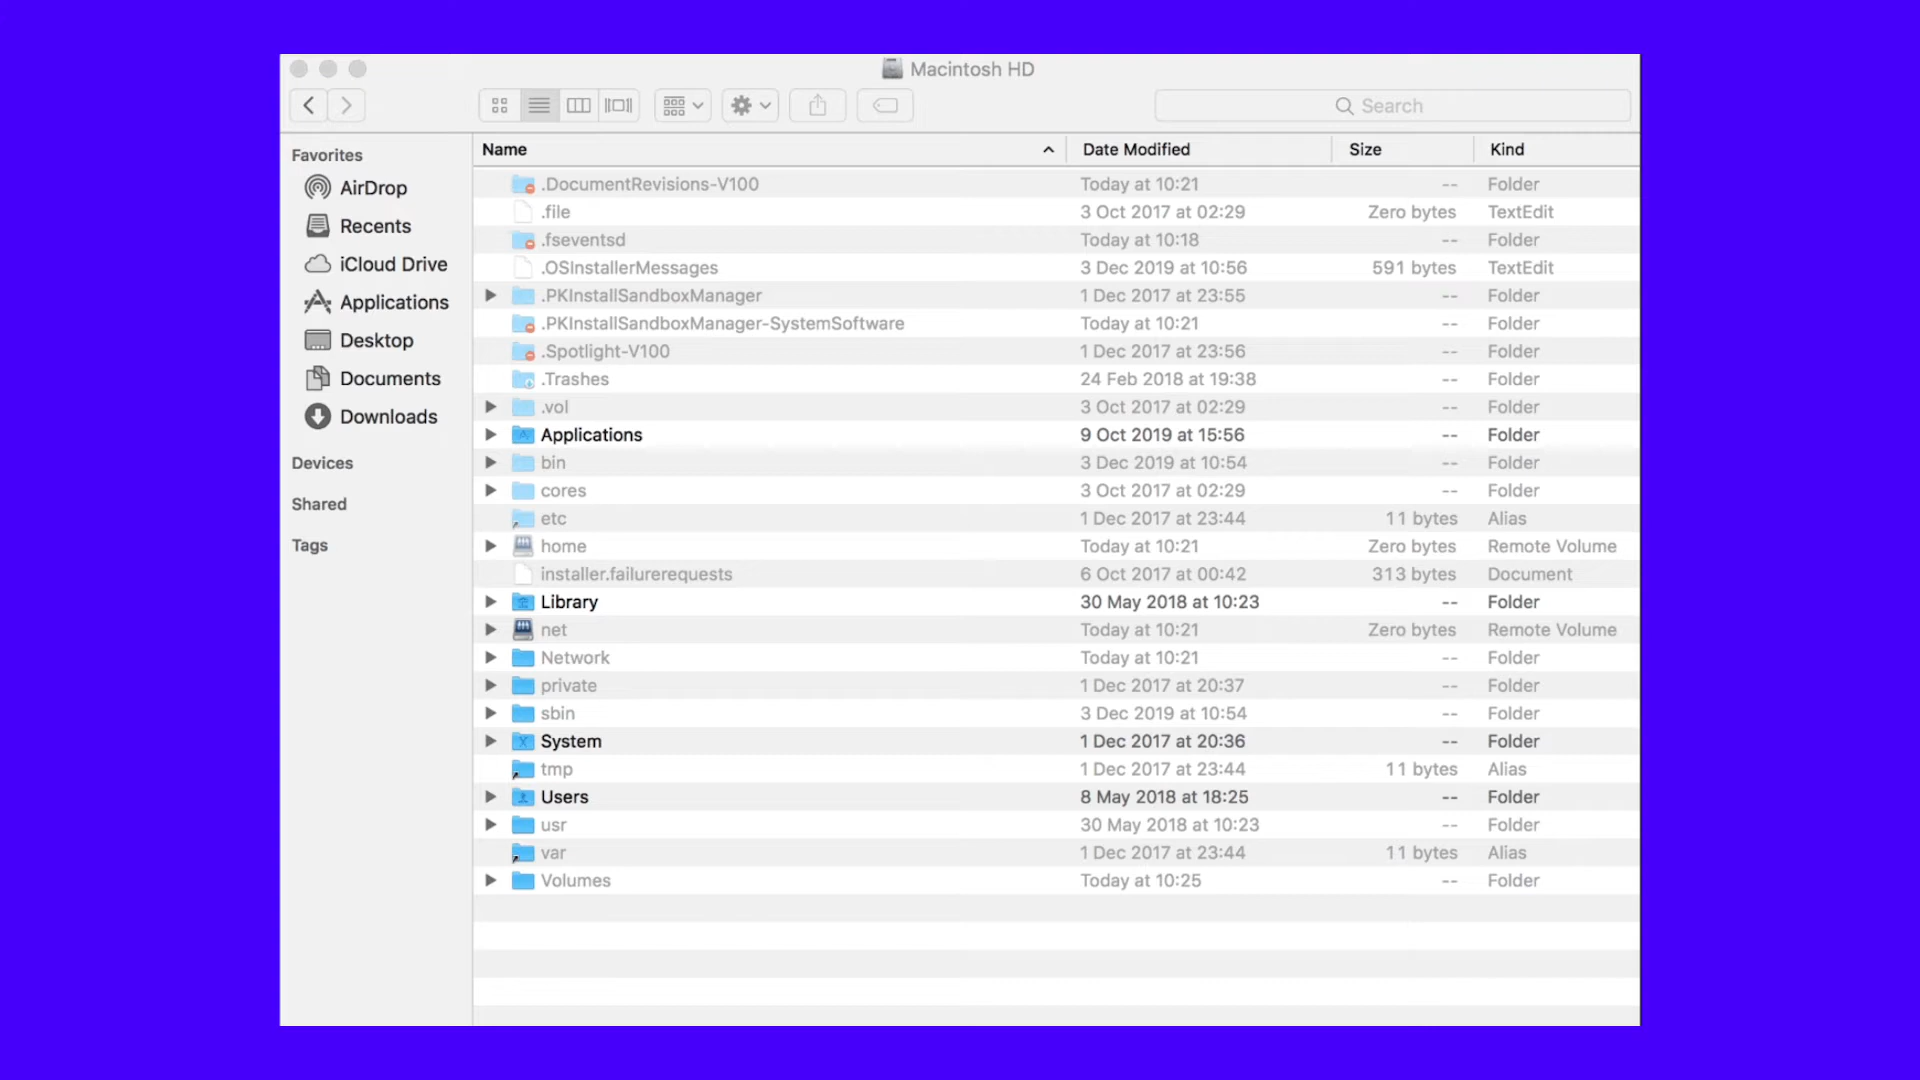 Macintosh HD
Search
Favorites
AirDrop
Recents
iCloud Drive
Applications
Desktop
Documents
Downloads
Devices
Shared
Tags
Name Date Modified Size Kind
.DocumentRevisions-V100 Today at 10:21 -- Folder
.file 3 Oct 2017 at 02:29 Zero bytes TextEdit
.fseventsd Today at 10:18 -- Folder
.OSInstallerMessages 3 Dec 2019 at 10:56 591 bytes TextEdit
.PKInstallSandboxManager 1 Dec 2017 at 23:55 -- Folder
.PKInstallSandboxManager-SystemSoftware Today at 10:21 -- Folder
.Spotlight-V100 1 Dec 2017 at 23:56 -- Folder
.Trashes 24 Feb 2018 at 19:38 -- Folder
.vol 3 Oct 2017 at 02:29 -- Folder
Applications 9 Oct 2019 at 15:56 -- Folder
bin 3 Dec 2019 at 10:54 -- Folder
cores 3 Oct 2017 at 02:29 -- Folder
etc 1 Dec 2017 at 23:44 11 bytes Alias
home Today at 10:21 Zero bytes Remote Volume
installer.failurerequests 6 Oct 2017 at 00:42 313 bytes Document
Library 30 May 2018 at 10:23 -- Folder
net Today at 10:21 Zero bytes Remote Volume
Network Today at 10:21 -- Folder
private 1 Dec 2017 at 20:37 -- Folder
sbin 3 Dec 2019 at 10:54 -- Folder
System 1 Dec 2017 at 20:36 -- Folder
tmp 1 Dec 2017 at 23:44 11 bytes Alias
Users 8 May 2018 at 18:25 -- Folder
usr 30 May 2018 at 10:23 -- Folder
var 1 Dec 2017 at 23:44 11 bytes Alias
Volumes Today at 10:25 -- Folder